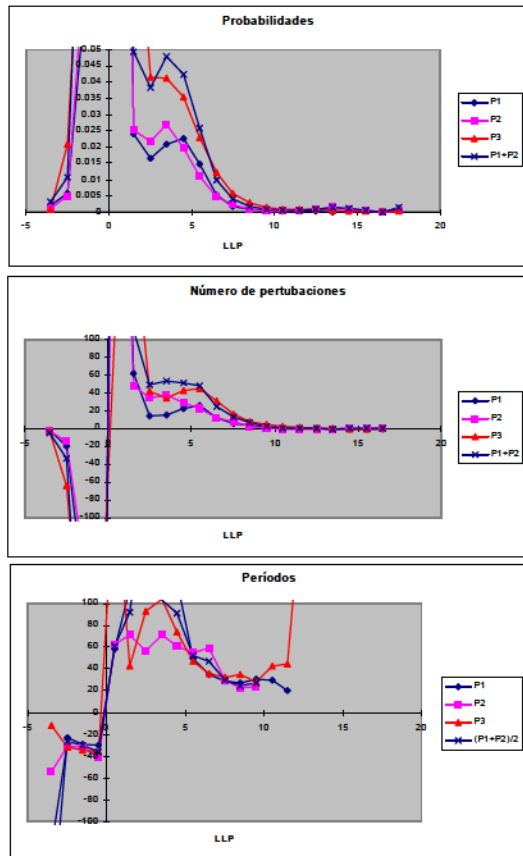 Probabilidades
0.05
0.045
0.04
0.035
0.03
0.025
0.02
0.015
0.01
0.005
0
-5
0
5
10
15
20
LLP
P1
P2
P3
P1+P2
Número de pertubaciones
100
80
60
40
20
0
-20
-40
-60
-80
-100
-5
0
5
10
15
20
LLP
P1
P2
P3
P1+P2
Períodos
100
80
60
40
20
0
-20
-40
-60
-80
-100
-5
0
5
10
15
20
LLP
P1
P2
P3
(P1+P2)/2